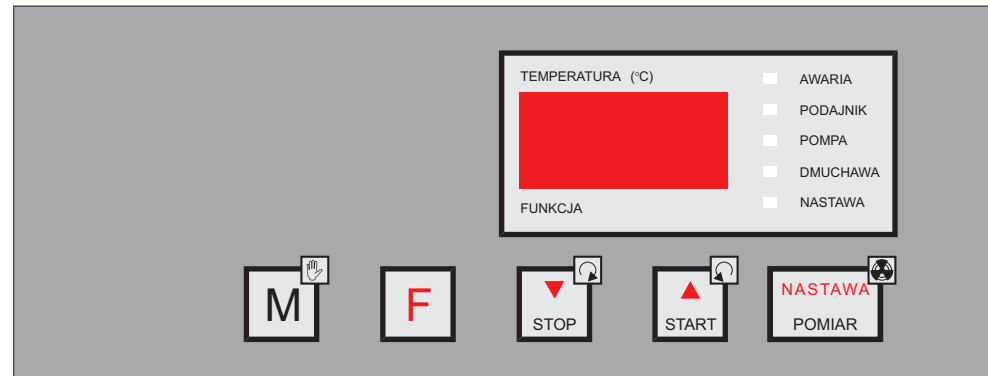 TEMPERATURA (°C)
AWARIA
PODAJNIK
POMPA
DMUCHAWA
FUNKCJA
NASTAWA
M
F
STOP
START
NASTAWA
POMIAR